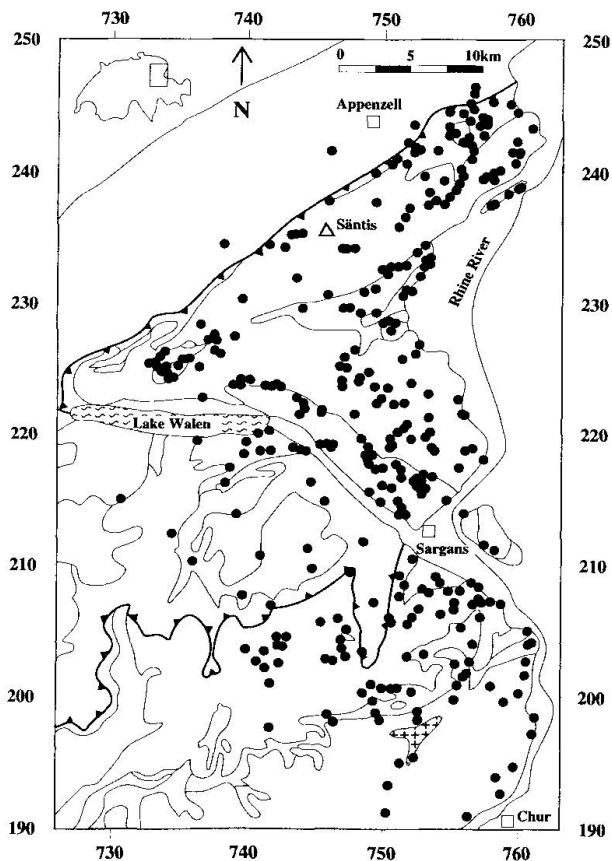 730 740 750 760
250 250
0 5 10km
N
Appenzell
240 240
Säntis
Rhine River
230 230
Lake Walen
220 220
Sargans
210 210
200 200
Chur
190 190
730 740 750 760